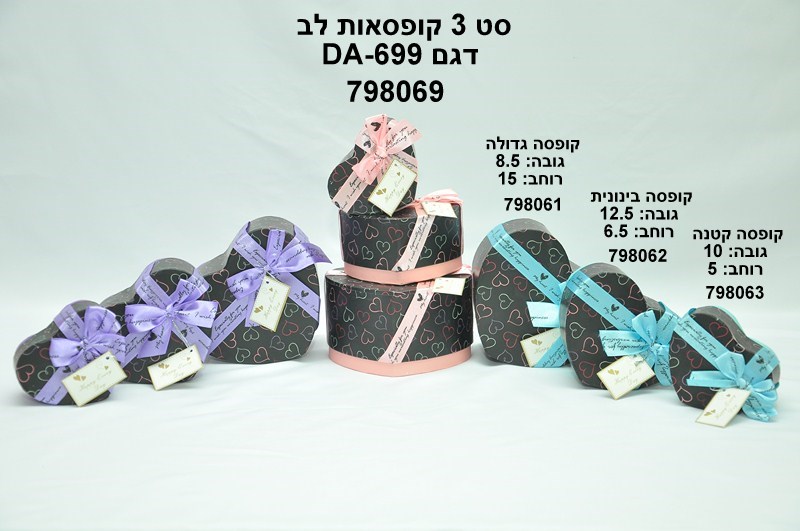 סט 3 קופסאות לב
דגם DA-699
798069
קופסה גדולה
גובה: 8.5
רוחב: 15
798061
קופסה בינונית
גובה: 12.5
רוחב: 6.5
798062
קופסה קטנה
גובה: 10
רוחב: 5
798063